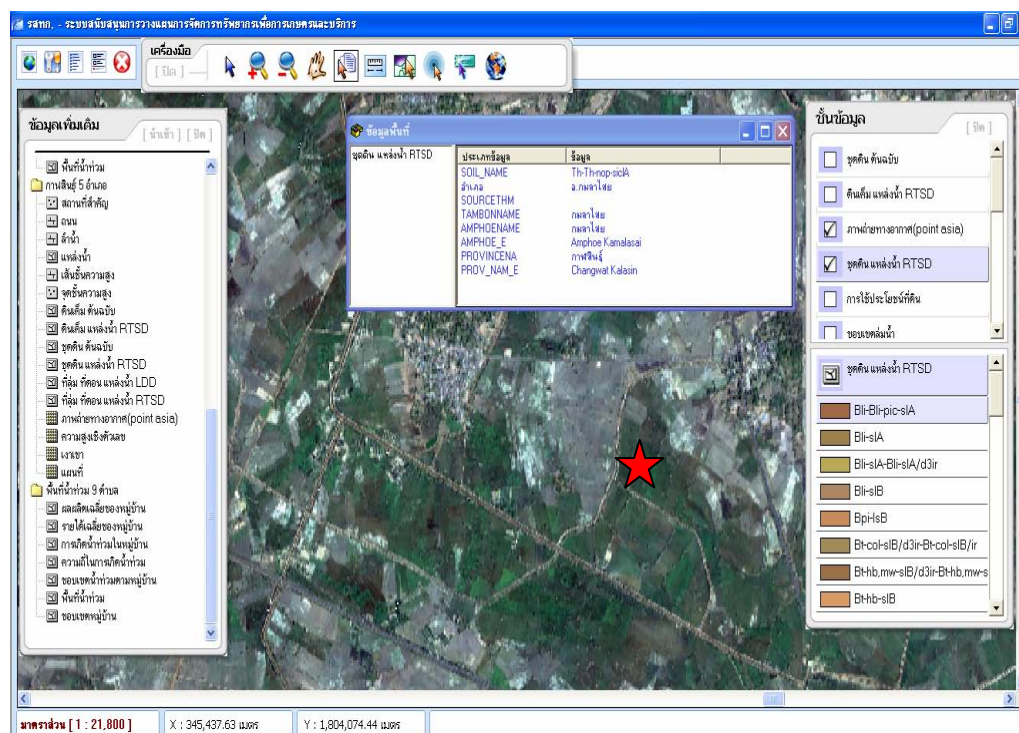 รสทก. - ระบบสนับสนุนการวางแผนการจัดการทรัพยากรเพื่อการเกษตรและบริการ
เครื่องมือ
[ ปิด ]
ข้อมูลเพิ่มเติม
[ นำเข้า ] [ ปิด ]
พื้นที่น้ำท่วม
กาฬสินธุ์ 5 อำเภอ
สถานที่สำคัญ
ถนน
ลำน้ำ
แหล่งน้ำ
เส้นชั้นความสูง
จุดชั้นความสูง
ดินเค็ม ต้นฉบับ
ดินเค็ม แหล่งน้ำ RTSD
ชุดดิน ต้นฉบับ
ชุดดิน แหล่งน้ำ RTSD
ที่ลุ่ม ที่ดอน แหล่งน้ำ LDD
ที่ลุ่ม ที่ดอน แหล่งน้ำ RTSD
ภาพถ่ายทางอากาศ(point asia)
ความสูงเชิงตัวเลข
เงาเขา
แผนที่
พื้นที่น้ำท่วม 9 ตำบล
ผลผลิตเฉลี่ยของหมู่บ้าน
รายได้เฉลี่ยของหมู่บ้าน
การเกิดน้ำท่วมในหมู่บ้าน
ความถี่ในการเกิดน้ำท่วม
ขอบเขตน้ำท่วมตามหมู่บ้าน
พื้นที่น้ำท่วม
ขอบเขตหมู่บ้าน
ข้อมูลพื้นที่
ชุดดิน แหล่งน้ำ RTSD
ประเภทข้อมูล ข้อมูล
SOIL_NAME Th-Th-nop-siclA
อำเภอ อ.กมลาไสย
SOURCETHM
TAMBONNAME กมลาไสย
AMPHOENAME กมลาไสย
AMPHOE_E Amphoe Kamalasai
PROVINCENA กาฬสินธุ์
PROV_NAM_E Changwat Kalasin
ชั้นข้อมูล
[ ปิด ]
ชุดดิน ต้นฉบับ
ดินเค็ม แหล่งน้ำ RTSD
ภาพถ่ายทางอากาศ(point asia)
ชุดดิน แหล่งน้ำ RTSD
การใช้ประโยชน์ที่ดิน
ขอบเขตลุ่มน้ำ
ชุดดิน แหล่งน้ำ RTSD
Bli-Bli-pic-slA
Bli-slA
Bli-slA-Bli-slA/d3ir
Bli-slB
Bpi-lsB
Bt-col-slB/d3ir-Bt-col-slB/ir
Bt-hb,mw-slB/d3ir-Bt-hb,mw-s
Bt-hb-slB
มาตราส่วน [ 1 : 21,800 ]
X : 345,437.63 เมตร
Y : 1,804,074.44 เมตร